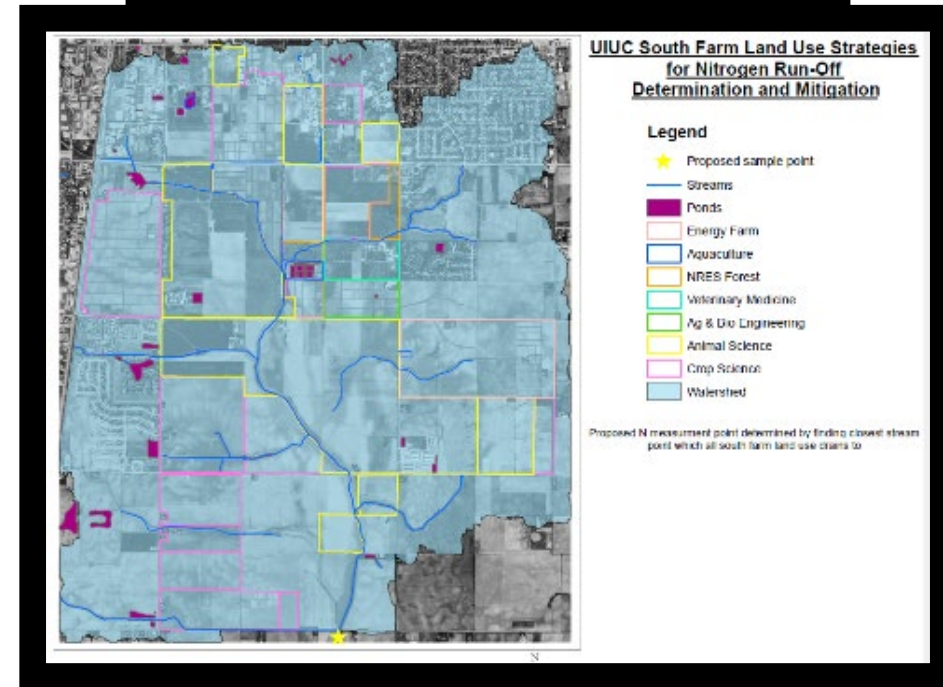 UIUC South Farm Land Use Strategies
for Nitrogen Run-Off
Determination and Mitigation
Legend
Proposed sample point
Streams
Ponds
Energy Farm
Aquaculture
NRES Forest
Veterinary Medicine
Ag & Bio Engineering
Animal Science
Crop Science
Watershed
Proposed N measurment point determined by finding closest stream
point which all south farm land use drains to
N